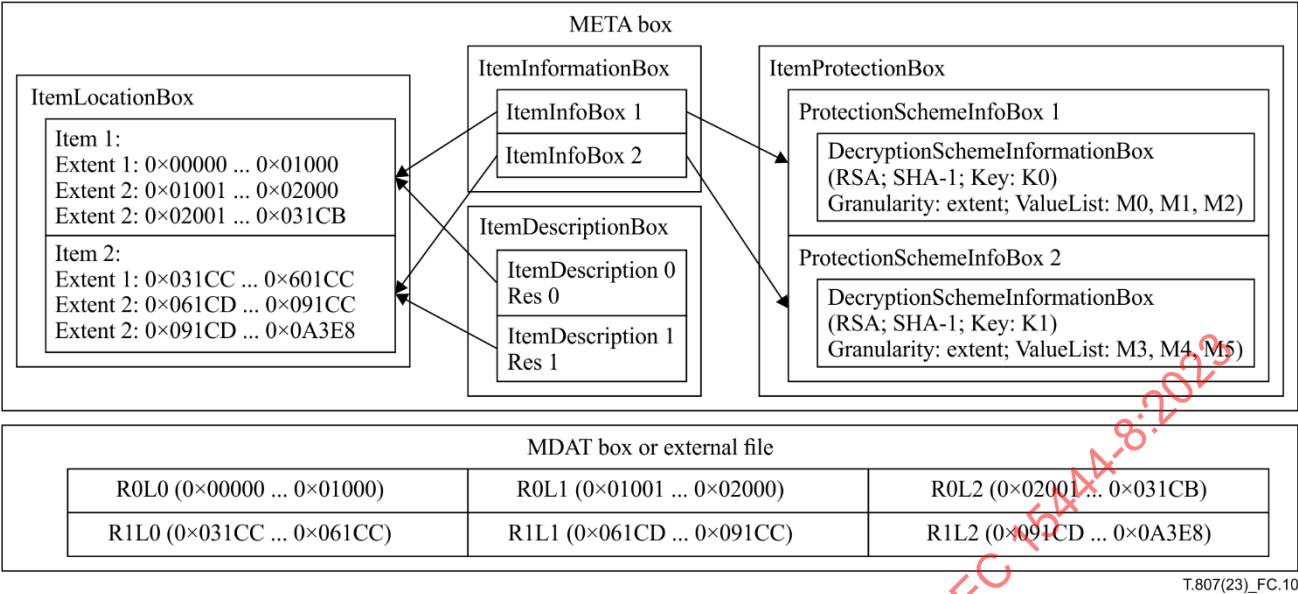 META box
ItemLocationBox
Item 1:
Extent 1: 0×00000 ... 0×01000
Extent 2: 0×01001 ... 0×02000
Extent 2: 0×02001 ... 0×031CB
Item 2:
Extent 1: 0×031CC ... 0×601CC
Extent 2: 0×061CD ... 0×091CC
Extent 2: 0×091CD ... 0×0A3E8
ItemInformationBox
ItemInfoBox 1
ItemInfoBox 2
ItemDescriptionBox
ItemDescription 0
Res 0
ItemDescription 1
Res 1
ItemProtectionBox
ProtectionSchemeInfoBox 1
DecryptionSchemeInformationBox
(RSA; SHA-1; Key: K0)
Granularity: extent; ValueList: M0, M1, M2)
ProtectionSchemeInfoBox 2
DecryptionSchemeInformationBox
(RSA; SHA-1; Key: K1)
Granularity: extent; ValueList: M3, M4, M5)
MDAT box or external file
R0L0 (0×00000 ... 0×01000)
R0L1 (0×01001 ... 0×02000)
R0L2 (0×02001 ... 0×031CB)
R1L0 (0×031CC ... 0×061CC)
R1L1 (0×061CD ... 0×091CC)
R1L2 (0×091CD ... 0×0A3E8)
T.807(23)_FC.10
FC 15444-8:2023